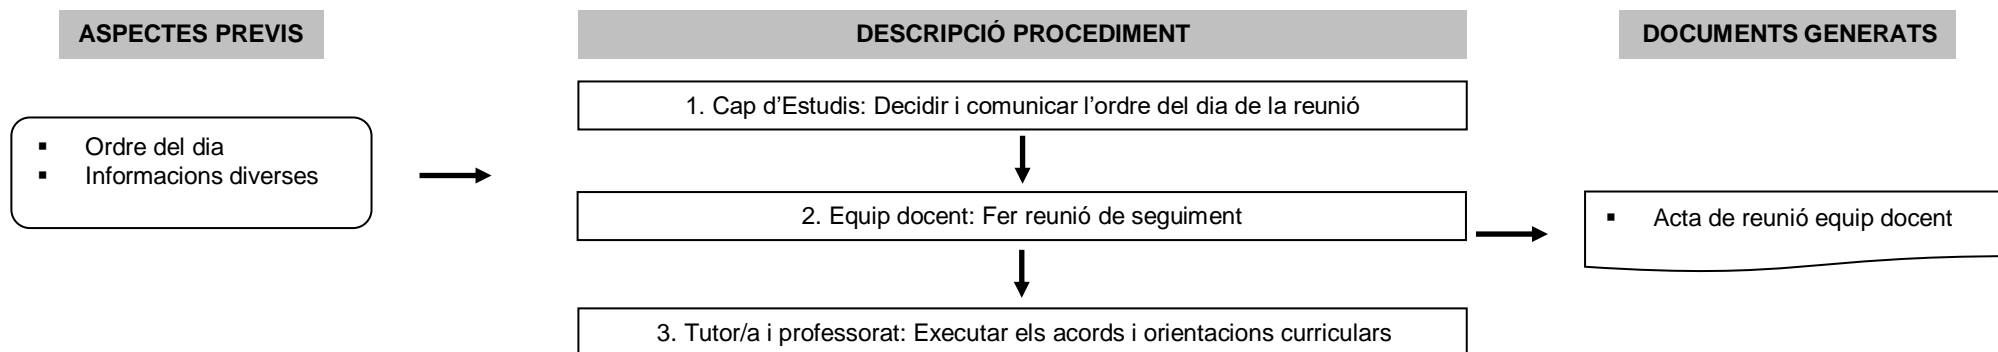 ASPECTES PREVIS
DESCRIPCIÓ PROCEDIMENT
DOCUMENTS GENERATS
1. Cap d’Estudis: Decidir i comunicar l’ordre del dia de la reunió
▪ Ordre del dia
▪ Informacions diverses
2. Equip docent: Fer reunió de seguiment
▪ Acta de reunió equip docent
3. Tutor/a i professorat: Executar els acords i orientacions curriculars